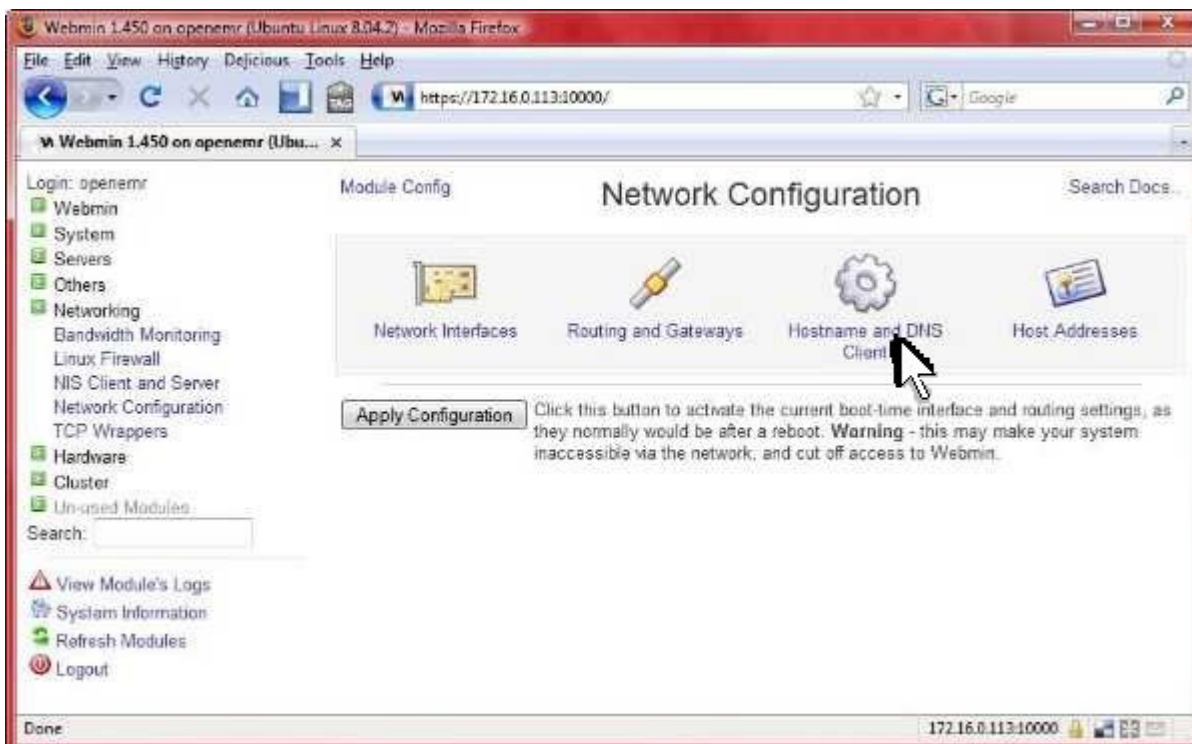 Webmin 1.450 on openemr (Ubuntu Linux 8.04.2) - Mozilla Firefox
File Edit View History Delicious Tools Help
https://172.16.0.113:10000/
Google
Webmin 1.450 on openemr (Ubu...
Login: openemr
Webmin
System
Servers
Others
Networking
Bandwidth Monitoring
Linux Firewall
NIS Client and Server
Network Configuration
TCP Wrappers
Hardware
Cluster
Un-used Modules
Search:
View Module's Logs
System Information
Refresh Modules
Logout
Module Config
Network Configuration
Search Docs..
Network Interfaces
Routing and Gateways
Hostname and DNS
Client
Host Addresses
Apply Configuration
Click this button to activate the current boot-time interface and routing settings, as
they normally would be after a reboot. Warning - this may make your system
inaccessible via the network, and cut off access to Webmin.
Done
172.16.0.113:10000